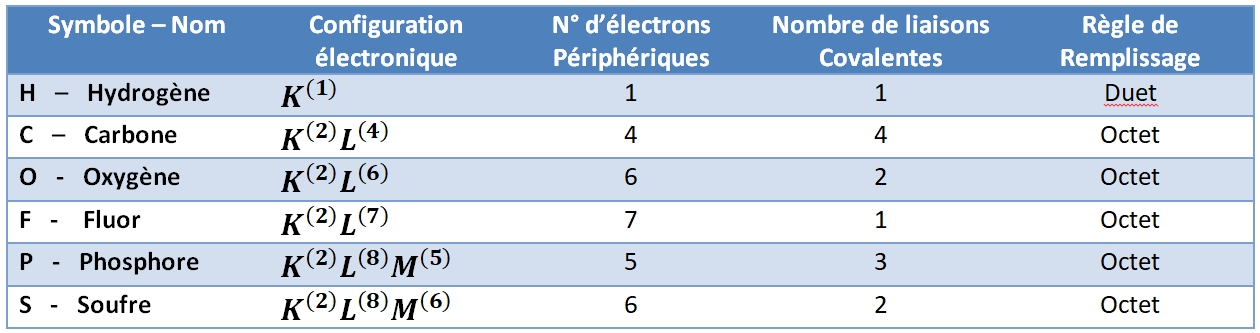 Symbole – Nom Configuration électronique N° d’électrons Périphériques Nombre de liaisons Covalentes Règle de Remplissage
H – Hydrogène K(1) 1 1 Duet
C – Carbone K(2)L(4) 4 4 Octet
O - Oxygène K(2)L(6) 6 2 Octet
F - Fluor K(2)L(7) 7 1 Octet
P - Phosphore K(2)L(8)M(5) 5 3 Octet
S - Soufre K(2)L(8)M(6) 6 2 Octet